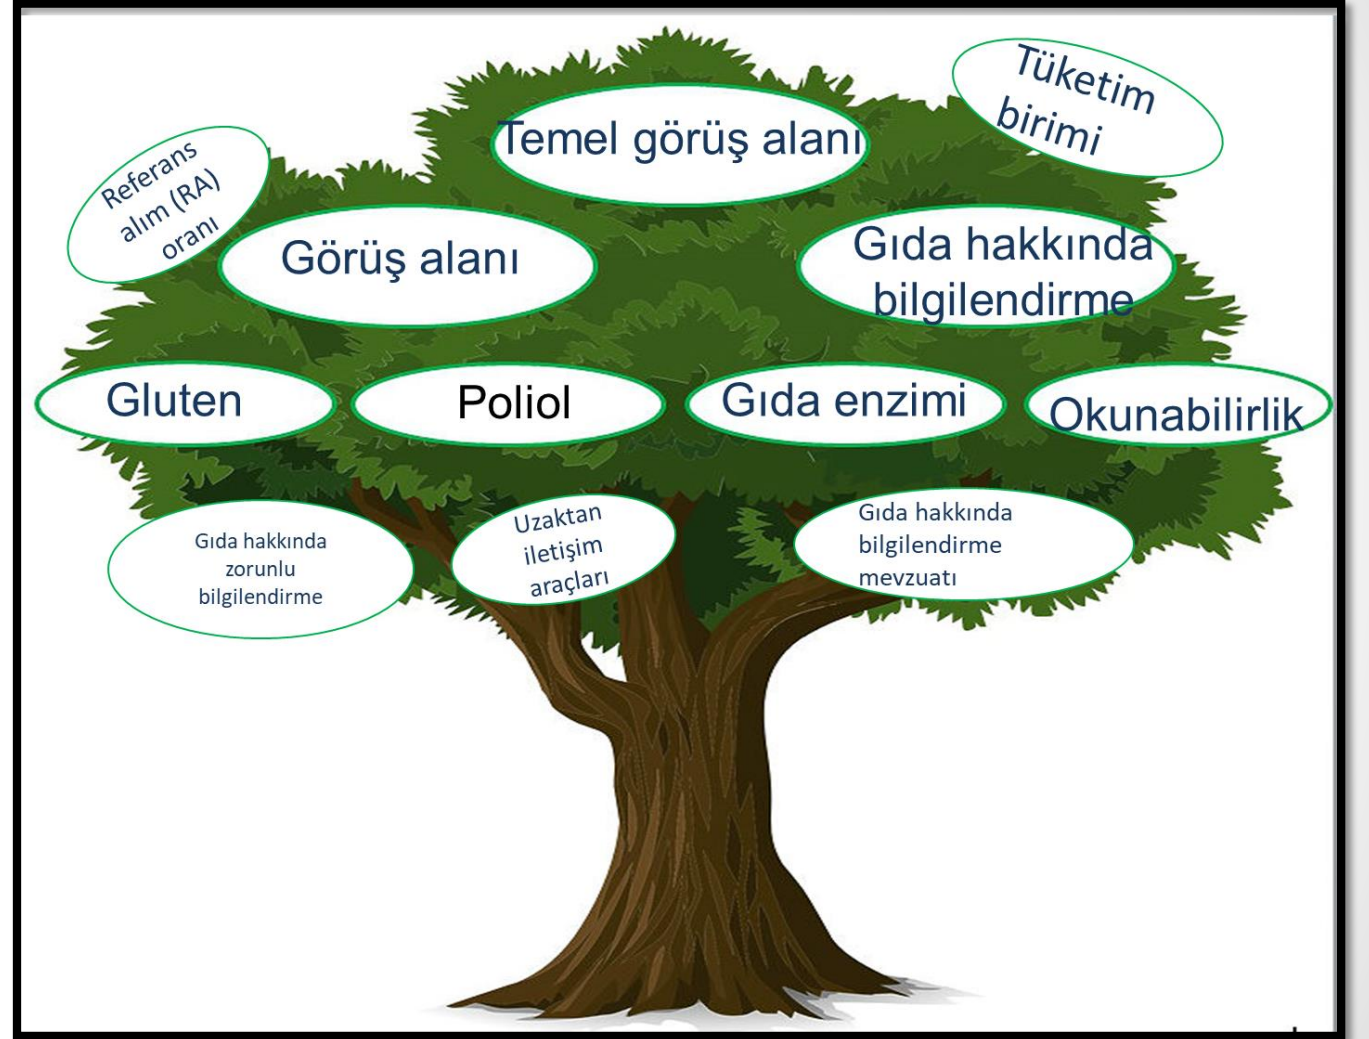 Tüketim
birimi
Temel görüş alanı
Referans
alım (RA)
oranı
Görüş alanı
Gıda hakkında
bilgilendirme
Gluten
Poliol
Gıda enzimi
Okunabilirlik
Gıda hakkında
zorunlu
bilgilendirme
Uzaktan
iletişim
araçları
Gıda hakkında
bilgilendirme
mevzuatı